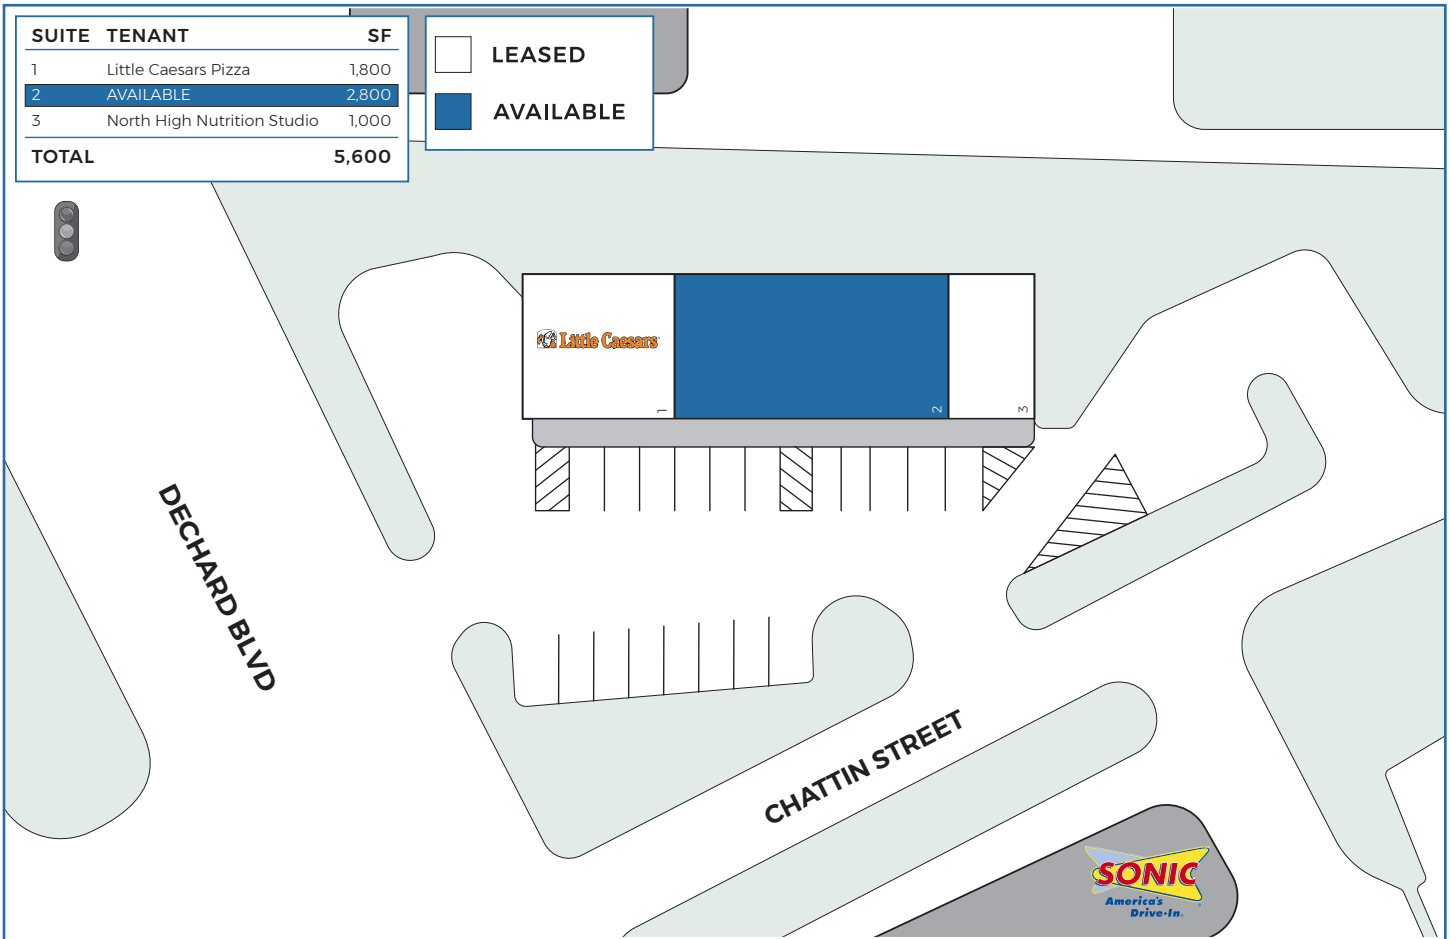 SUITE TENANT SF
1 Little Caesars Pizza 1,800
2 AVAILABLE 2,800
3 North High Nutrition Studio 1,000
TOTAL 5,600
LEASED
AVAILABLE
Little Caesars
1
2
3
DECHARD BLVD
CHATTIN STREET
SONIC
America's
Drive-In.